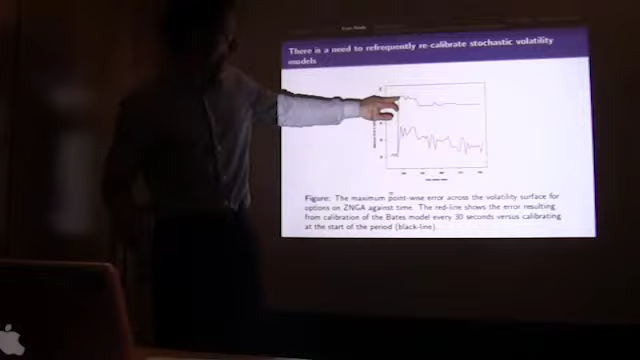 There is a need to refrequently re-calibrate stochastic volatility
models
Figure: The maximum point-wise error across the volatility surface for
options on ZNGA against time. The red-line shows the error resulting
from calibration of the Bates model every 30 seconds versus calibrating
at the start of the period (black-line).